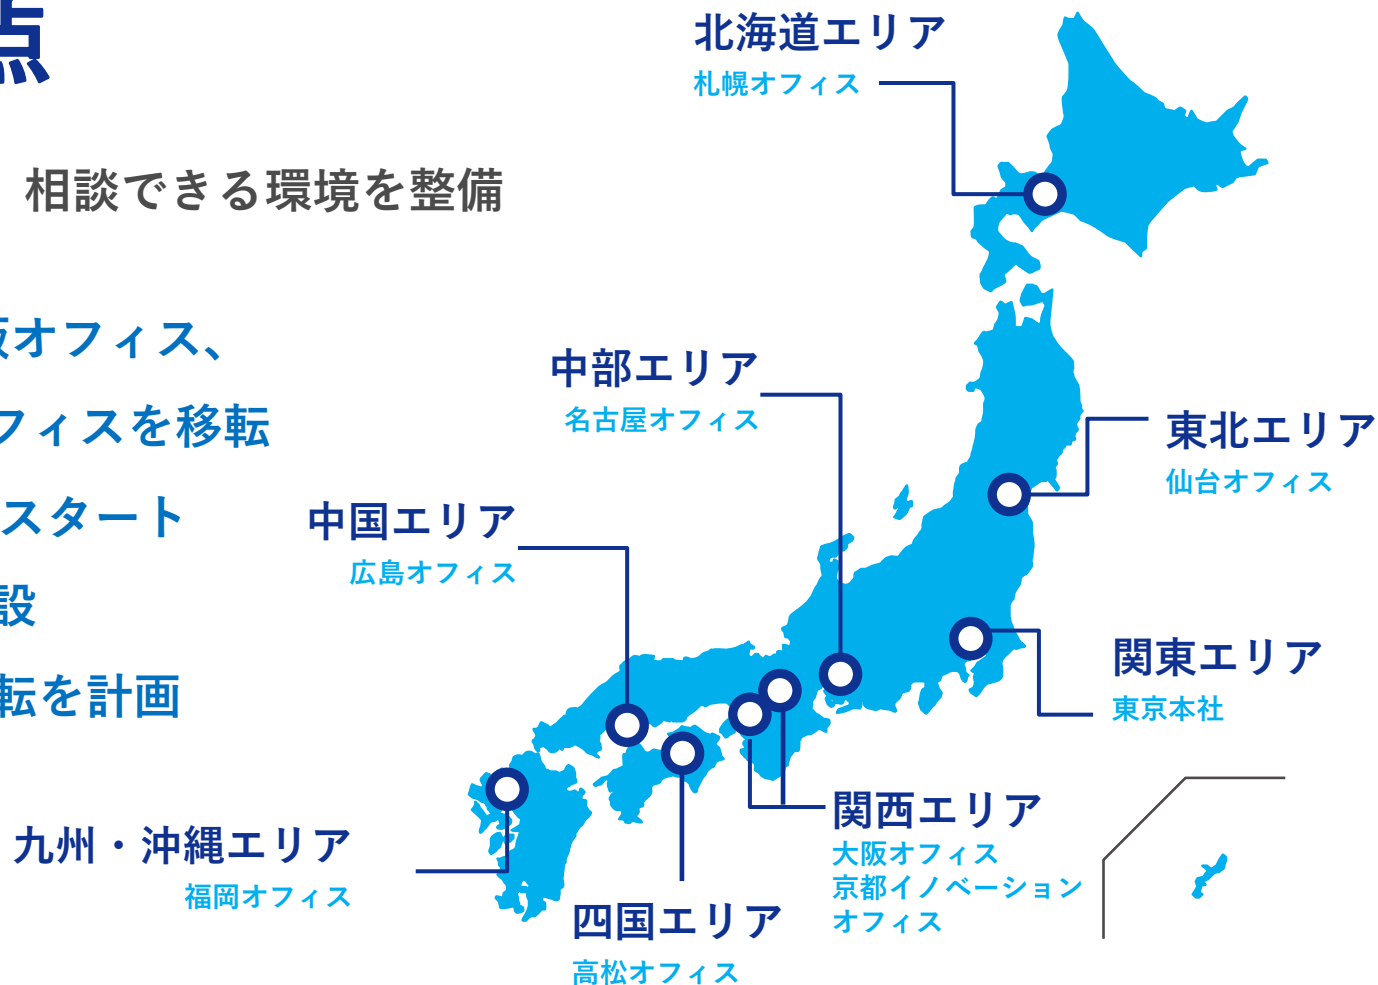 点
相談できる環境を整備
阪オフィス、
フィスを移転
スタート
設
転を計画
北海道エリア
札幌オフィス
中部エリア
名古屋オフィス
東北エリア
仙台オフィス
中国エリア
広島オフィス
関東エリア
東京本社
関西エリア
大阪オフィス
京都イノベーション
オフィス
九州・沖縄エリア
福岡オフィス
四国エリア
高松オフィス